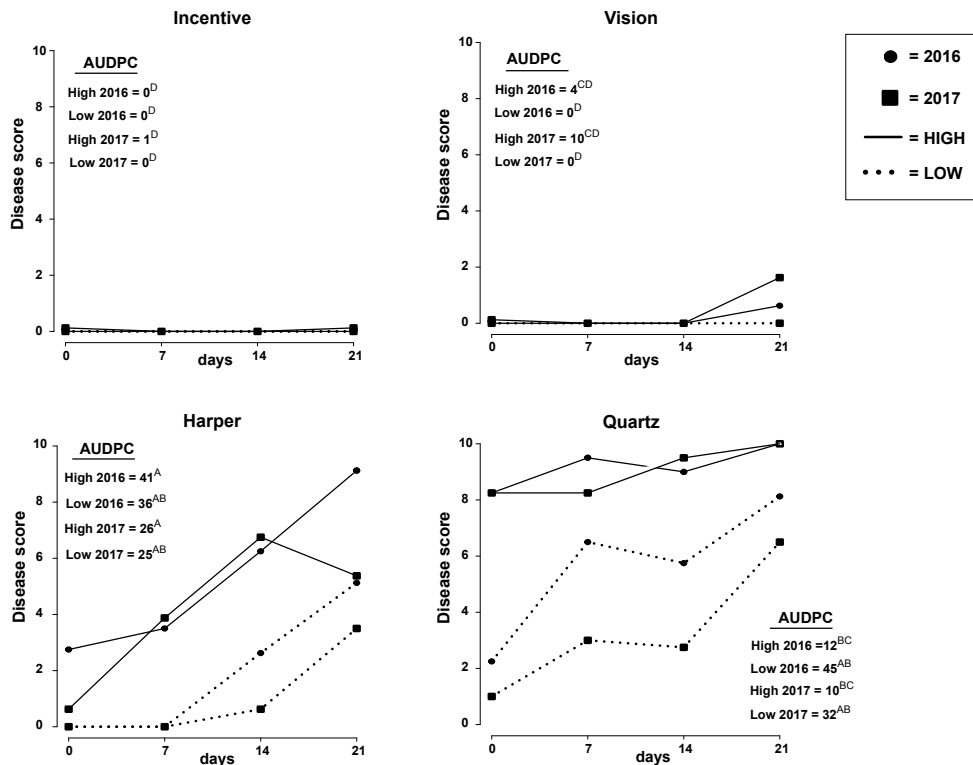 Incentive
10
8
6
4
2
0
Disease score
AUDPC
High 2016 = 0ᴰ
Low 2016 = 0ᴰ
High 2017 = 1ᴰ
Low 2017 = 0ᴰ
0 7 14 21
days
Vision
10
8
6
4
2
0
Disease score
AUDPC
High 2016 = 4ᶜᴰ
Low 2016 = 0ᴰ
High 2017 = 10ᶜᴰ
Low 2017 = 0ᴰ
0 7 14 21
days
= 2016
= 2017
= HIGH
= LOW
Harper
10
8
6
4
2
0
Disease score
AUDPC
High 2016 = 41ᴬ
Low 2016 = 36ᴬᴮ
High 2017 = 26ᴬ
Low 2017 = 25ᴬᴮ
0 7 14 21
days
Quartz
10
8
6
4
2
0
Disease score
AUDPC
High 2016 =12ᴮᶜ
Low 2016 = 45ᴬᴮ
High 2017 = 10ᴮᶜ
Low 2017 = 32ᴬᴮ
0 7 14 21
days